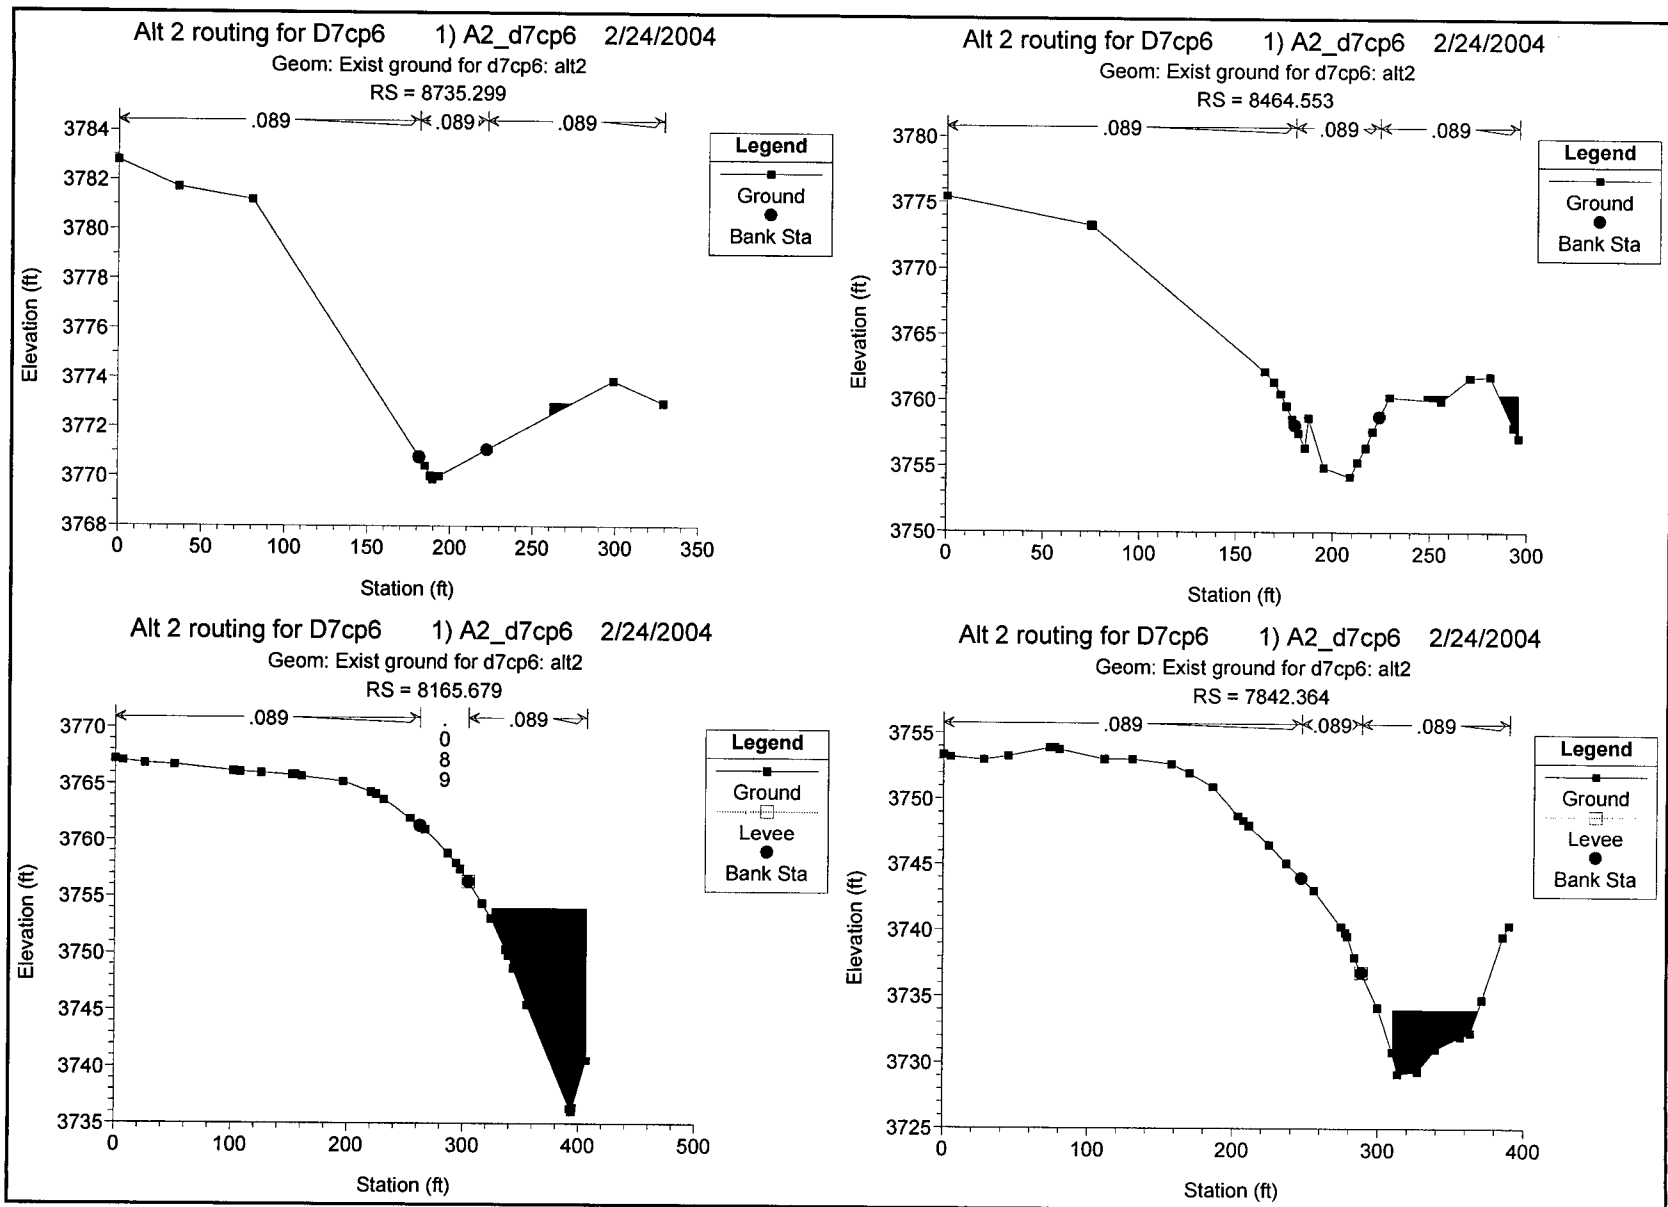 Alt 2 routing for D7cp6 1) A2_d7cp6 2/24/2004
Geom: Exist ground for d7cp6: alt2
RS = 8735.299
.089 .089 .089
Legend
Ground
Bank Sta
Elevation (ft)
3784
3782
3780
3778
3776
3774
3772
3770
3768
0 50 100 150 200 250 300 350
Station (ft)
Alt 2 routing for D7cp6 1) A2_d7cp6 2/24/2004
Geom: Exist ground for d7cp6: alt2
RS = 8464.553
.089 .089 .089
Legend
Ground
Bank Sta
Elevation (ft)
3780
3775
3770
3765
3760
3755
3750
0 50 100 150 200 250 300
Station (ft)
Alt 2 routing for D7cp6 1) A2_d7cp6 2/24/2004
Geom: Exist ground for d7cp6: alt2
RS = 8165.679
.089 .089 .089
Legend
Ground
Levee
Bank Sta
Elevation (ft)
3770
3765
3760
3755
3750
3745
3740
3735
0 100 200 300 400 500
Station (ft)
Alt 2 routing for D7cp6 1) A2_d7cp6 2/24/2004
Geom: Exist ground for d7cp6: alt2
RS = 7842.364
.089 .089 .089
Legend
Ground
Levee
Bank Sta
Elevation (ft)
3755
3750
3745
3740
3735
3730
3725
0 100 200 300 400
Station (ft)